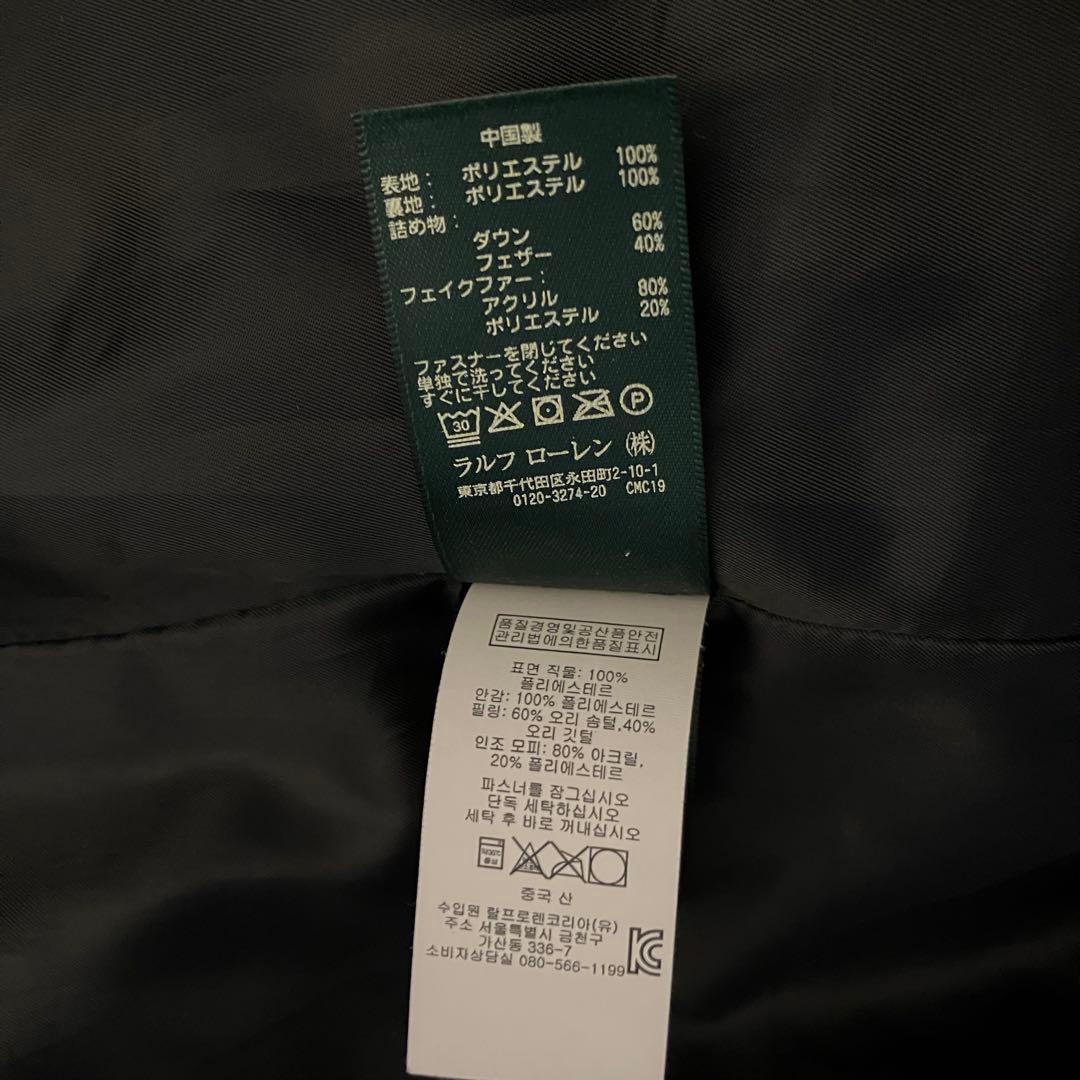 中国製
表地: ポリエステル 100%
裏地: ポリエステル 100%
詰め物:
ダウン 60%
フェザー 40%
フェイクファー:
アクリル 80%
ポリエステル 20%
ファスナーを閉じてください
単独で洗ってください
すぐに干してください
30 P
ラルフ ローレン (株)
東京都千代田区永田町2-10-1
0120-3274-20 CMC19
품질경영및공산품안전
관리법에의한품질표시
표면 직물: 100%
폴리에스테르
안감: 100% 폴리에스테르
필링: 60% 오리 솜털,40%
오리 깃털
인조 모피: 80% 아크릴,
20% 폴리에스테르
파스너를 잠그십시오
단독 세탁하십시오
세탁 후 바로 꺼내십시오
중국 산
수입원 랄프로렌코리아(유)
주소 서울특별시 금천구
가산동 336-7
소비자상담실 080-566-1199